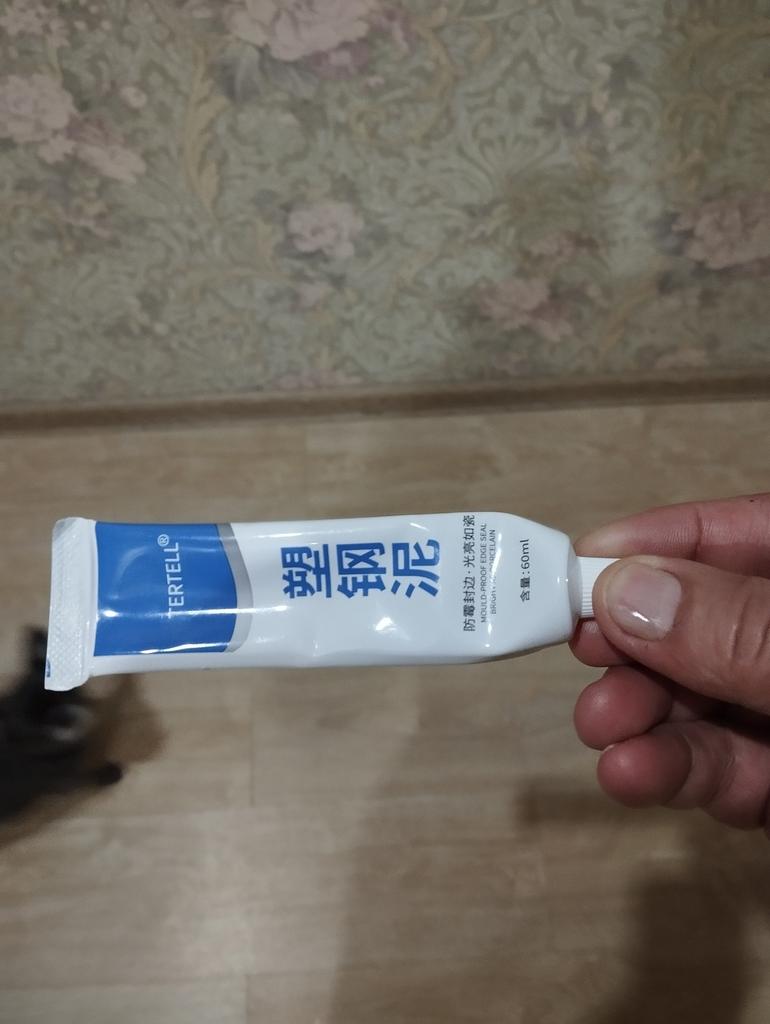 TERTELL®
塑钢泥
防霉封边·光亮如瓷
MOULD-PROOF EDGE SEAL
PORCELAIN
含量:60ml